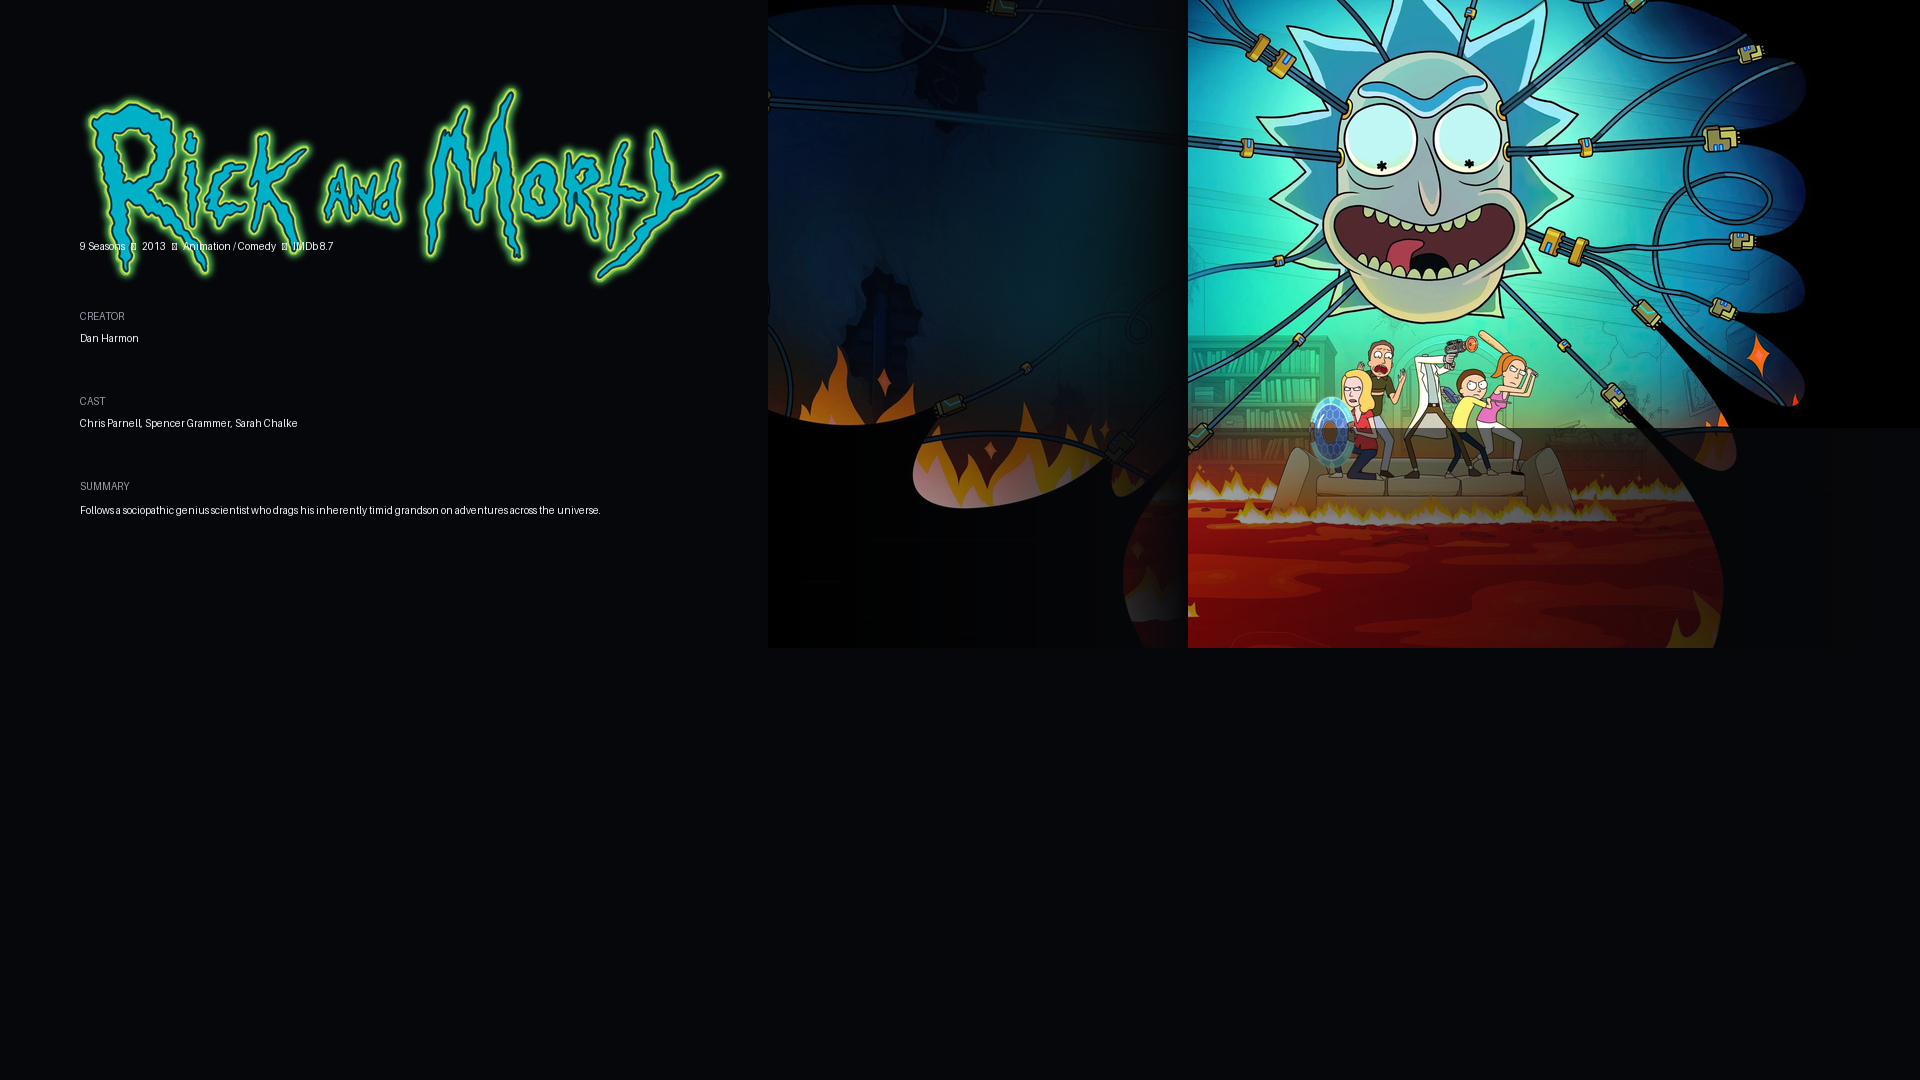 Rick and Morty
9 Seasons ▯ 2013 ▯ Animation / Comedy ▯ IMDb 8.7
CREATOR
Dan Harmon
CAST
Chris Parnell, Spencer Grammer, Sarah Chalke
SUMMARY
Follows a sociopathic genius scientist who drags his inherently timid grandson on adventures across the universe.